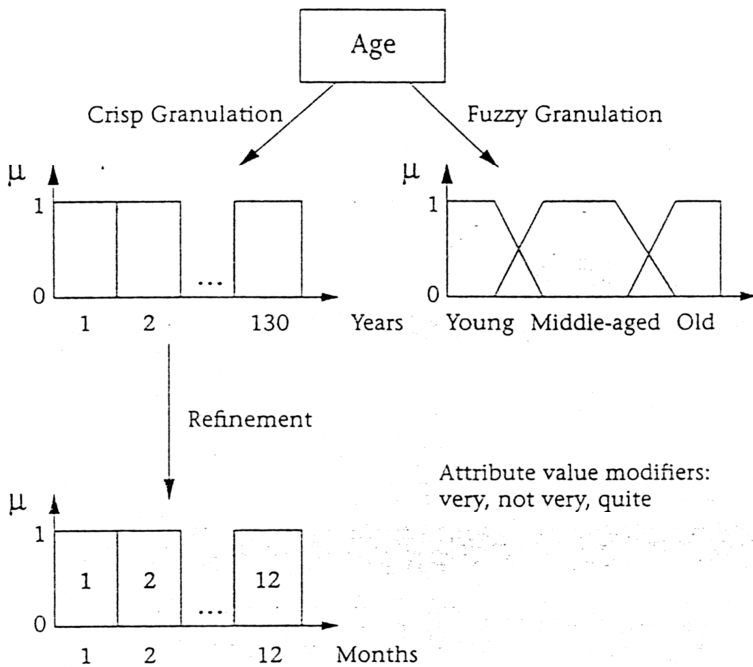 Age
Crisp Granulation
Fuzzy Granulation
μ
1
0
...
1 2 130 Years
μ
1
0
Young Middle-aged Old
Refinement
Attribute value modifiers:
very, not very, quite
μ
1
0
1 2 ... 12
1 2 12 Months